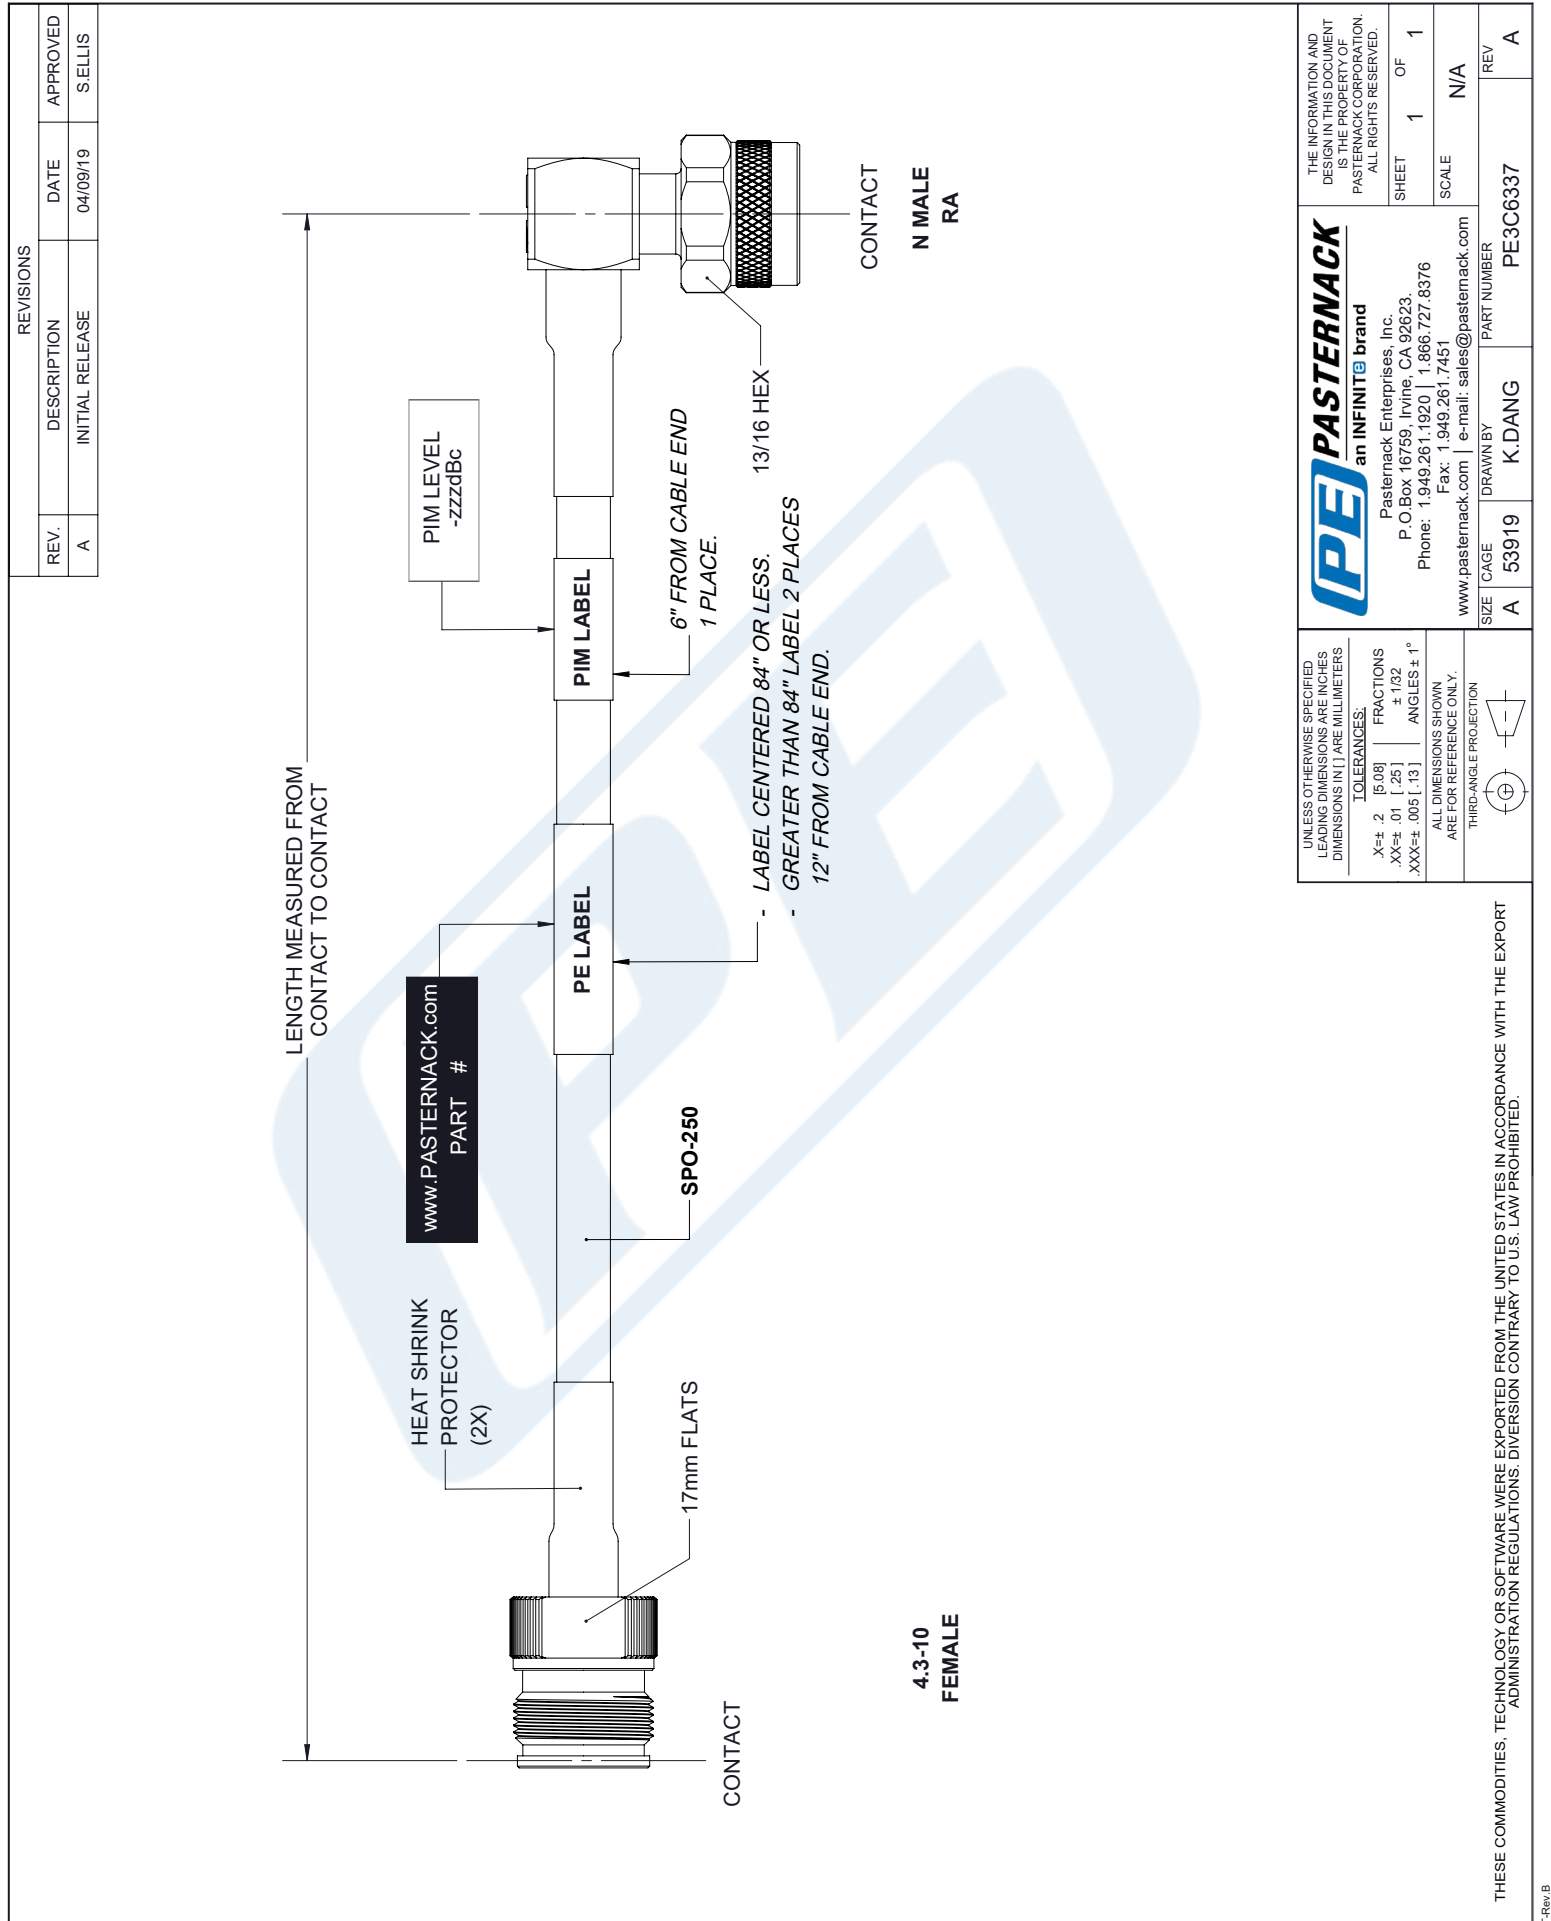 REVISIONS
REV.
DESCRIPTION
DATE
APPROVED
A
INITIAL RELEASE
04/09/19
S.ELLIS
LENGTH MEASURED FROM
CONTACT TO CONTACT
HEAT SHRINK
PROTECTOR
(2X)
www.PASTERNACK.com
PART #
PIM LEVEL
-zzzdBc
PE LABEL
PIM LABEL
CONTACT
17mm FLATS
SPO-250
- LABEL CENTERED 84" OR LESS.
- GREATER THAN 84" LABEL 2 PLACES
12" FROM CABLE END.
6" FROM CABLE END
1 PLACE.
13/16 HEX
CONTACT
4.3-10
FEMALE
N MALE
RA
UNLESS OTHERWISE SPECIFIED
LEADING DIMENSIONS ARE INCHES
DIMENSIONS IN [ ] ARE MILLIMETERS
TOLERANCES:
.X=± .2 [5.08]
.XX=± .01 [ .25]
.XXX=± .005 [ .13]
FRACTIONS
± 1/32
ANGLES ± 1°
ALL DIMENSIONS SHOWN
ARE FOR REFERENCE ONLY.
THIRD-ANGLE PROJECTION
PE PASTERNACK
an INFINITe brand
Pasternack Enterprises, Inc.
P.O.Box 16759, Irvine, CA 92623.
Phone: 1.949.261.1920 | 1.866.727.8376
Fax: 1.949.261.7451
www.pasternack.com | e-mail: sales@pasternack.com
THE INFORMATION AND
DESIGN IN THIS DOCUMENT
IS THE PROPERTY OF
PASTERNACK CORPORATION.
ALL RIGHTS RESERVED.
SHEET
1 OF 1
SCALE
N/A
SIZE
A
CAGE
53919
DRAWN BY
K.DANG
PART NUMBER
PE3C6337
REV
A
THESE COMMODITIES, TECHNOLOGY OR SOFTWARE WERE EXPORTED FROM THE UNITED STATES IN ACCORDANCE WITH THE EXPORT
ADMINISTRATION REGULATIONS. DIVERSION CONTRARY TO U.S. LAW PROHIBITED.
-Rev.B